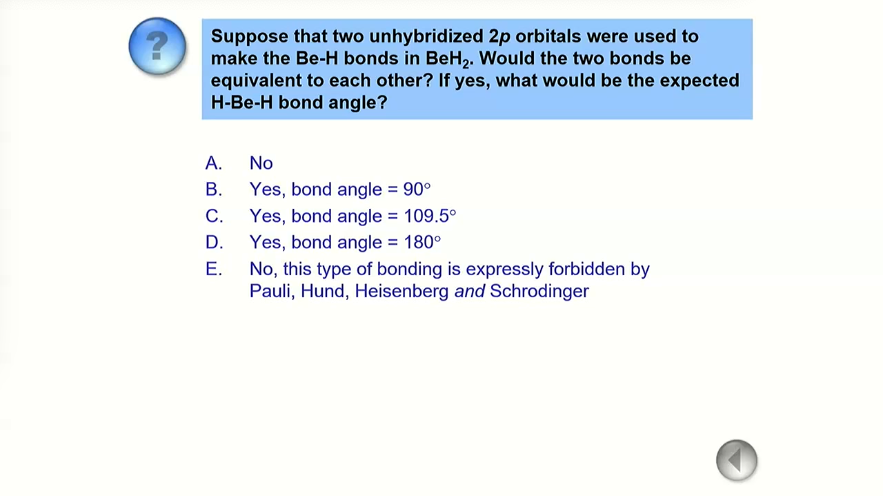 ?
Suppose that two unhybridized 2p orbitals were used to
make the Be-H bonds in BeH₂. Would the two bonds be
equivalent to each other? If yes, what would be the expected
H-Be-H bond angle?
A. No
B. Yes, bond angle = 90°
C. Yes, bond angle = 109.5°
D. Yes, bond angle = 180°
E. No, this type of bonding is expressly forbidden by
Pauli, Hund, Heisenberg and Schrodinger